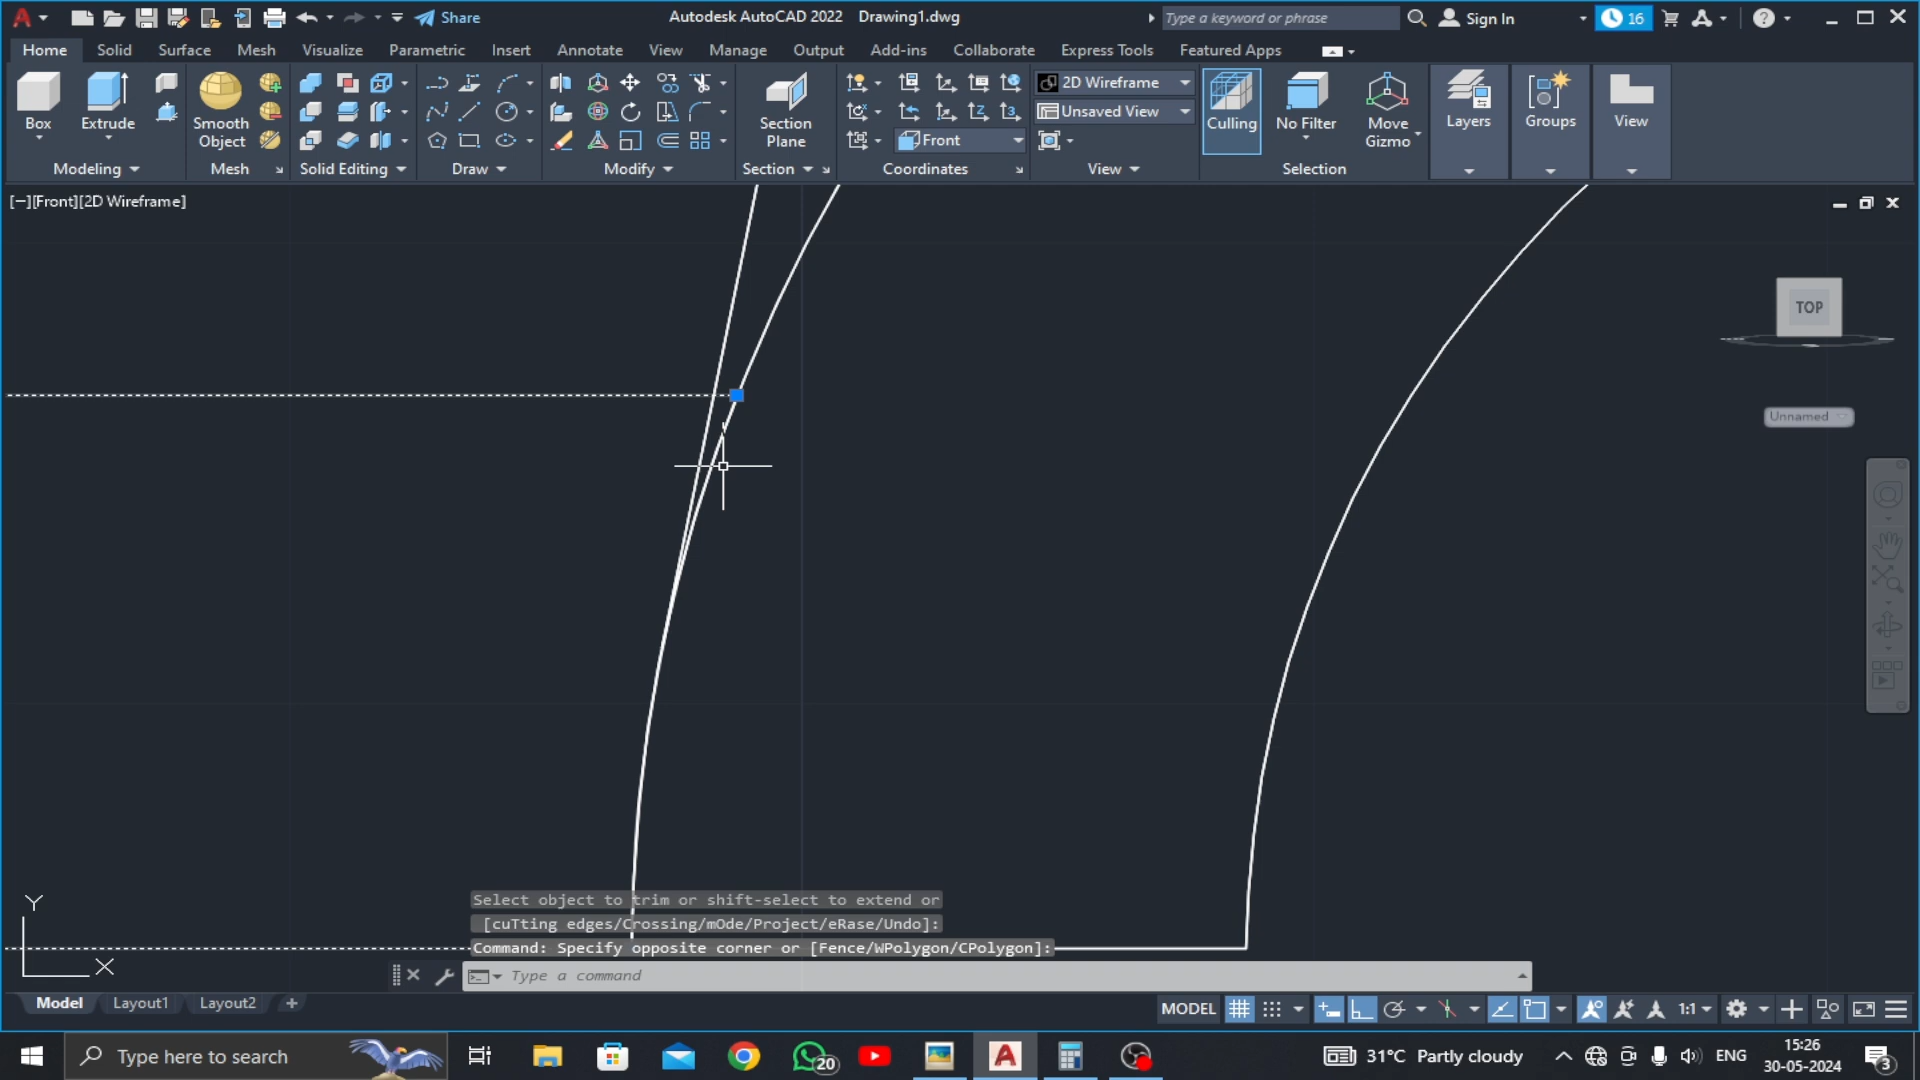 Share
Autodesk AutoCAD 2022 Drawing1.dwg
Type a keyword or phrase
Sign In
16
Home Solid Surface Mesh Visualize Parametric Insert Annotate View Manage Output Add-ins Collaborate Express Tools Featured Apps
Box
Extrude
Smooth Object
Section Plane
Front
2D Wireframe
Unsaved View
Culling
No Filter
Move Gizmo
Layers
Groups
View
Modeling Mesh Solid Editing Draw Modify Section Coordinates View Selection
[−][Front][2D Wireframe]
TOP
Unnamed
Y
X
Select object to trim or shift-select to extend or
[cuTting edges/Crossing/mOde/Project/eRase/Undo]:
Command: Specify opposite corner or [Fence/WPolygon/CPolygon]:
Type a command
Model Layout1 Layout2
MODEL
1:1
Type here to search
20
31°C Partly cloudy
ENG
15:26
30-05-2024
3